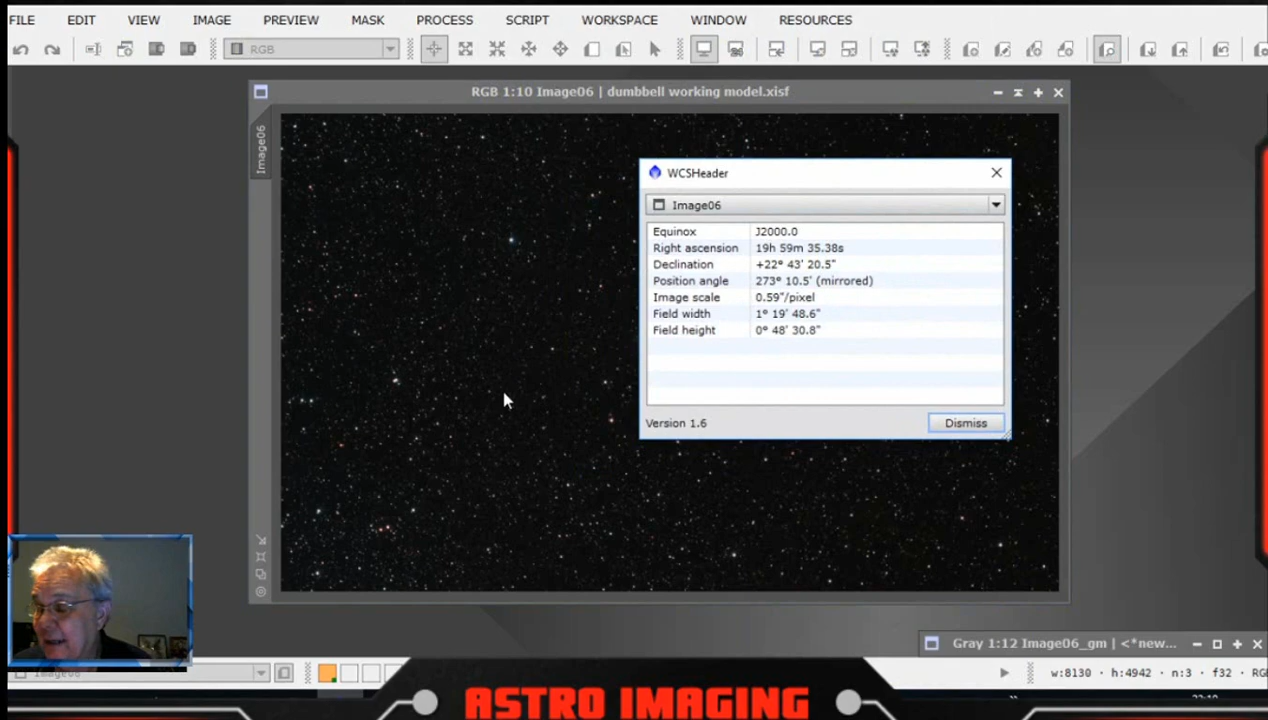 FILE EDIT VIEW IMAGE PREVIEW MASK PROCESS SCRIPT WORKSPACE WINDOW RESOURCES
RGB
RGB 1:10 Image06 | dumbbell working model.xisf
Image06
WCSHeader
Image06
Equinox J2000.0
Right ascension 19h 59m 35.38s
Declination +22° 43' 20.5"
Position angle 273° 10.5' (mirrored)
Image scale 0.59"/pixel
Field width 1° 19' 48.6"
Field height 0° 48' 30.8"
Version 1.6 Dismiss
Gray 1:12 Image06_gm | <*new...
Image06
w:8130 · h:4942 · n:3 · f32 · RG
ASTRO IMAGING